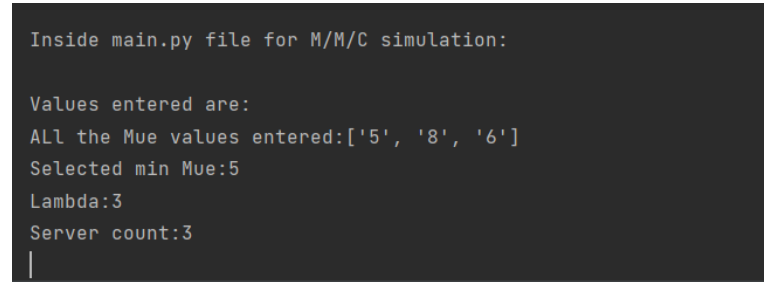 Inside main.py file for M/M/C simulation:
Values entered are:
ALl the Mue values entered:['5', '8', '6']
Selected min Mue:5
Lambda:3
Server count:3